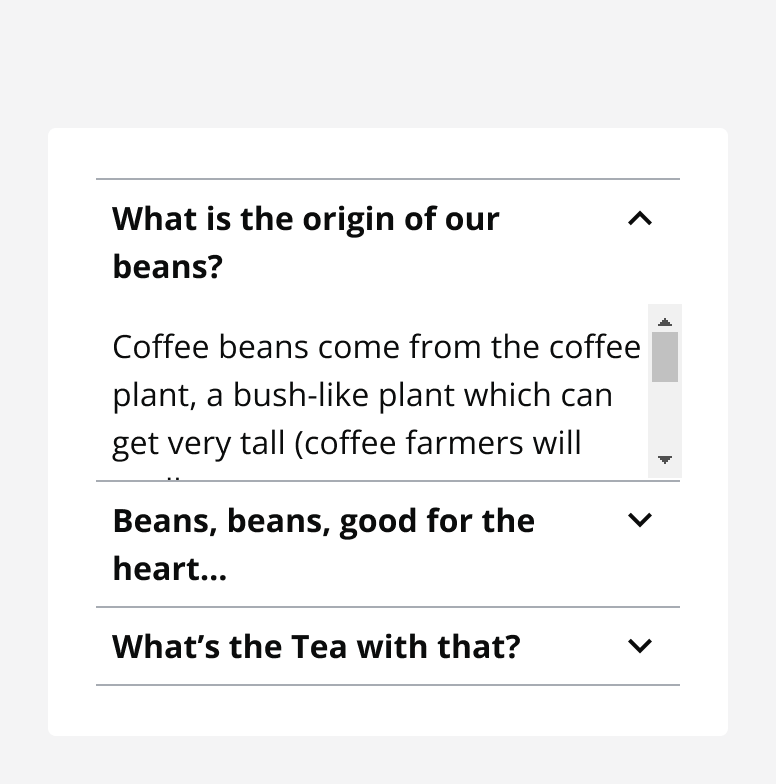 What is the origin of our
beans?
Coffee beans come from the coffee
plant, a bush-like plant which can
get very tall (coffee farmers will
Beans, beans, good for the
heart...
What’s the Tea with that?